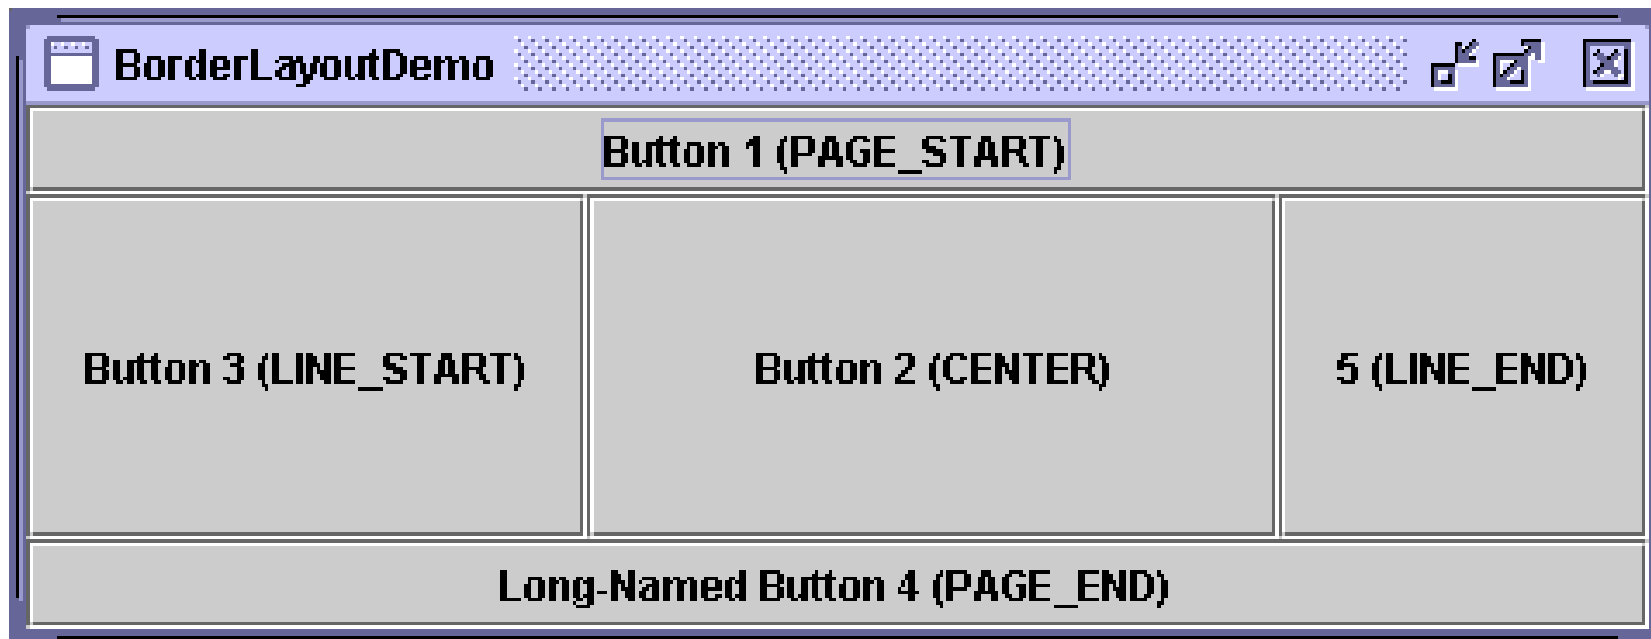 BorderLayoutDemo
Button 1 (PAGE_START)
Button 3 (LINE_START)
Button 2 (CENTER)
5 (LINE_END)
Long-Named Button 4 (PAGE_END)